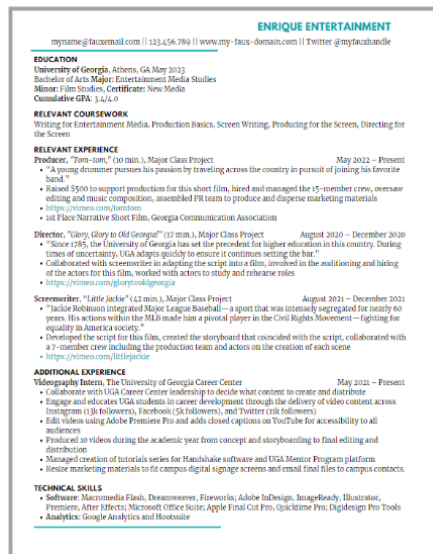 ENRIQUE ENTERTAINMENT
myname@fauxemail.com || 123.456.789 || www.my-faux-domain.com || Twitter @myfauxhandle
EDUCATION
University of Georgia, Athens, GA May 2023
Bachelor of Arts Major: Entertainment Media Studies
Minor: Film Studies, Certificate: New Media
Cumulative GPA: 3.4/4.0
RELEVANT COURSEWORK
Writing for Entertainment Media, Production Basics, Screen Writing, Producing for the Screen, Directing for
the Screen
RELEVANT EXPERIENCE
Producer, "Tom-tom," (10 min.), Major Class Project May 2022 – Present
• "A young drummer pursues his passion by traveling across the country in pursuit of joining his favorite
band."
• Raised $500 to support production for this short film, hired and managed the 15-member crew, oversaw
editing and music composition, assembled PR team to produce and disperse marketing materials
• https://vimeo.com/tomtom
• 1st Place Narrative Short Film, Georgia Communication Association
Director, "Glory, Glory to Old Georgia!" (17 min.), Major Class Project August 2020 – December 2020
• "Since 1785, the University of Georgia has set the precedent for higher education in this country. During
times of uncertainty, UGA adapts quickly to ensure it continues setting the bar."
• Collaborated with screenwriter in adapting the script into a film, involved in the auditioning and hiring
of the actors for this film, worked with actors to study and rehearse roles
• https://vimeo.com/glorytooldgeorgia
Screenwriter, "Little Jackie" (42 min.), Major Class Project August 2021 – December 2021
• "Jackie Robinson integrated Major League Baseball—a sport that was intensely segregated for nearly 60
years. His actions within the MLB made him a pivotal player in the Civil Rights Movement—fighting for
equality in America society."
• Developed the script for this film, created the storyboard that coincided with the script, collaborated with
a 7-member crew including the production team and actors on the creation of each scene
• https://vimeo.com/littlejackie
ADDITIONAL EXPERIENCE
Videography Intern, The University of Georgia Career Center May 2021 – Present
• Collaborate with UGA Career Center leadership to decide what content to create and distribute
• Engage and educates UGA students in career development through the delivery of video content across
Instagram (13k followers), Facebook (5k followers), and Twitter (11k followers)
• Edit videos using Adobe Premiere Pro and adds closed captions on YouTube for accessibility to all
audiences
• Produced 10 videos during the academic year from concept and storyboarding to final editing and
distribution
• Managed creation of tutorials series for Handshake software and UGA Mentor Program platform
• Resize marketing materials to fit campus digital signage screens and email final files to campus contacts.
TECHNICAL SKILLS
• Software: Macromedia Flash, Dreamweaver, Fireworks; Adobe InDesign, ImageReady, Illustrator,
Premiere, After Effects; Microsoft Office Suite; Apple Final Cut Pro, Quicktime Pro; Digidesign Pro Tools
• Analytics: Google Analytics and Hootsuite